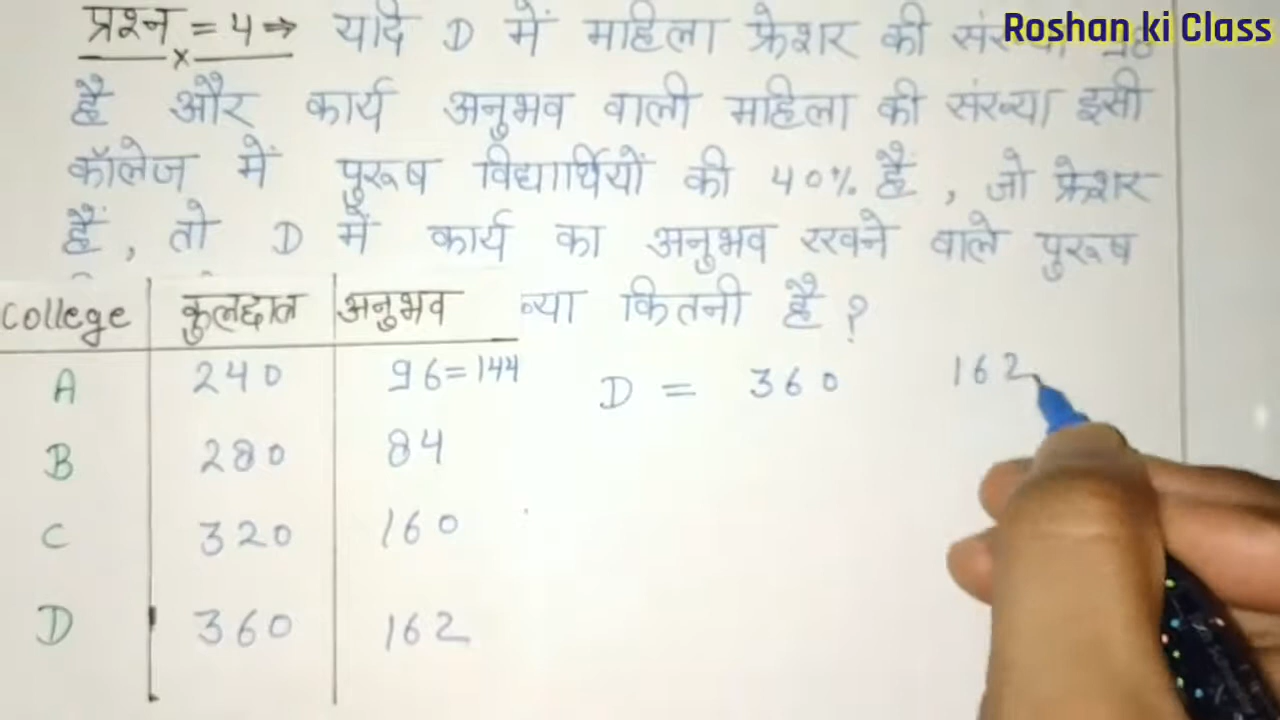 Roshan ki Class
प्रश्न = 4 ⇒ यदि D में महिला फ्रेशर की
है और कार्य अनुभव वाली महिला की संख्या इसी
कॉलेज में पुरूष विद्यार्थियों की 40% है , जो फ्रेशर
हैं , तो D में कार्य का अनुभव रखने वाले पुरूष
ख्या कितनी है ?
College कुलछात्र अनुभव
A 240 96=144
B 280 84
C 320 160
D 360 162
D = 360 162